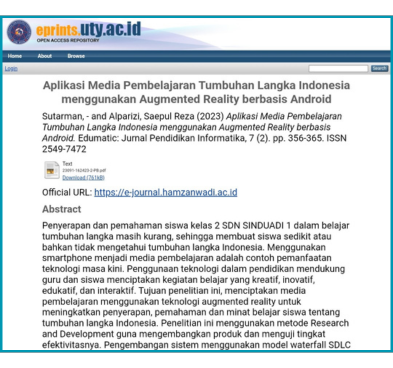 eprints.uty.ac.id
OPEN ACCESS REPOSITORY
Home About Browse
Login Search
Aplikasi Media Pembelajaran Tumbuhan Langka Indonesia
menggunakan Augmented Reality berbasis Android
Sutarman, - and Alparizi, Saepul Reza (2023) Aplikasi Media Pembelajaran
Tumbuhan Langka Indonesia menggunakan Augmented Reality berbasis
Android. Edumatic: Jurnal Pendidikan Informatika, 7 (2). pp. 356-365. ISSN
2549-7472
Text
Download (761kB)
Official URL: https://e-journal.hamzanwadi.ac.id
Abstract
Penyerapan dan pemahaman siswa kelas 2 SDN SINDUADI 1 dalam belajar
tumbuhan langka masih kurang, sehingga membuat siswa sedikit atau
bahkan tidak mengetahui tumbuhan langka Indonesia. Menggunakan
smartphone menjadi media pembelajaran adalah contoh pemanfaatan
teknologi masa kini. Penggunaan teknologi dalam pendidikan mendukung
guru dan siswa menciptakan kegiatan belajar yang kreatif, inovatif,
edukatif, dan interaktif. Tujuan penelitian ini, menciptakan media
pembelajaran menggunakan teknologi augmented reality untuk
meningkatkan penyerapan, pemahaman dan minat belajar siswa tentang
tumbuhan langka Indonesia. Penelitian ini menggunakan metode Research
and Development guna mengembangkan produk dan menguji tingkat
efektivitasnya. Pengembangan sistem menggunakan model waterfall SDLC